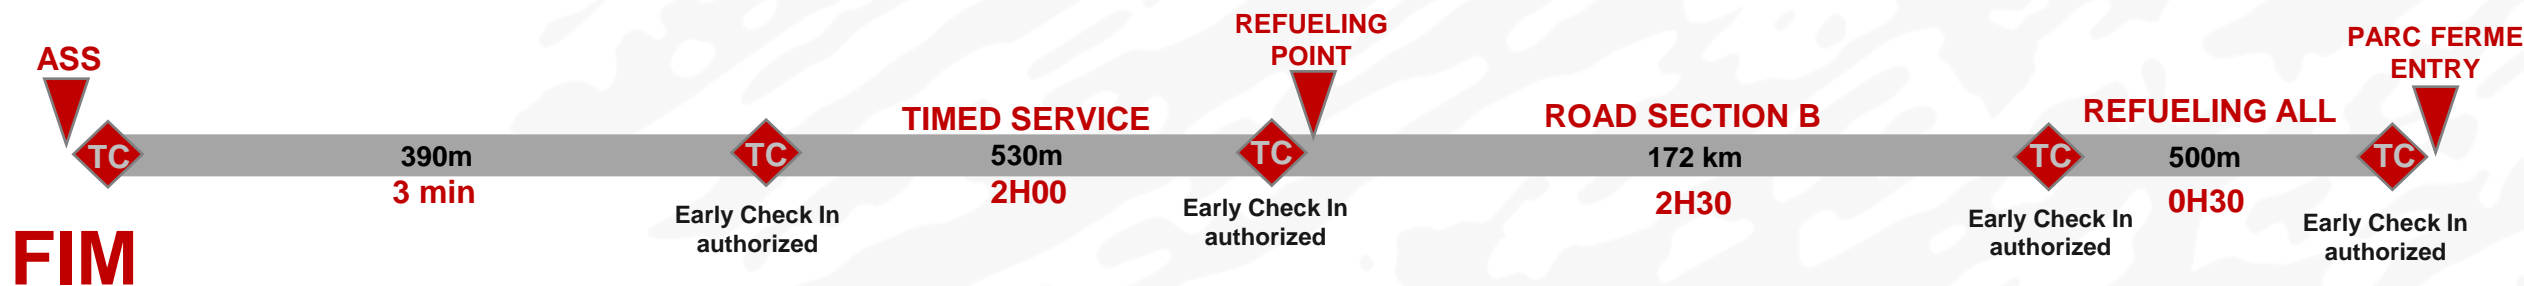 ASS
TC
390m
3 min
TC
Early Check In
authorized
TIMED SERVICE
530m
2H00
REFUELING
POINT
TC
Early Check In
authorized
ROAD SECTION B
172 km
2H30
TC
Early Check In
authorized
REFUELING ALL
500m
0H30
PARC FERME
ENTRY
TC
Early Check In
authorized
FIM